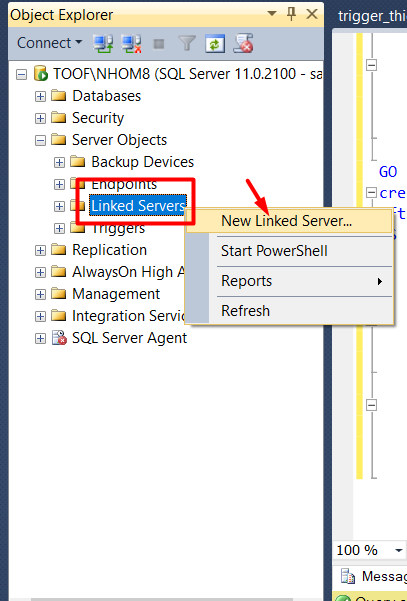 Object Explorer
Connect
TOOF\NHOM8 (SQL Server 11.0.2100 - sa
Databases
Security
Server Objects
Backup Devices
Endpoints
Linked Servers
Triggers
Replication
AlwaysOn High A
Management
Integration Servic
SQL Server Agent
New Linked Server...
Start PowerShell
Reports
Refresh
trigger_thi
GO
cre
100 %
Messag